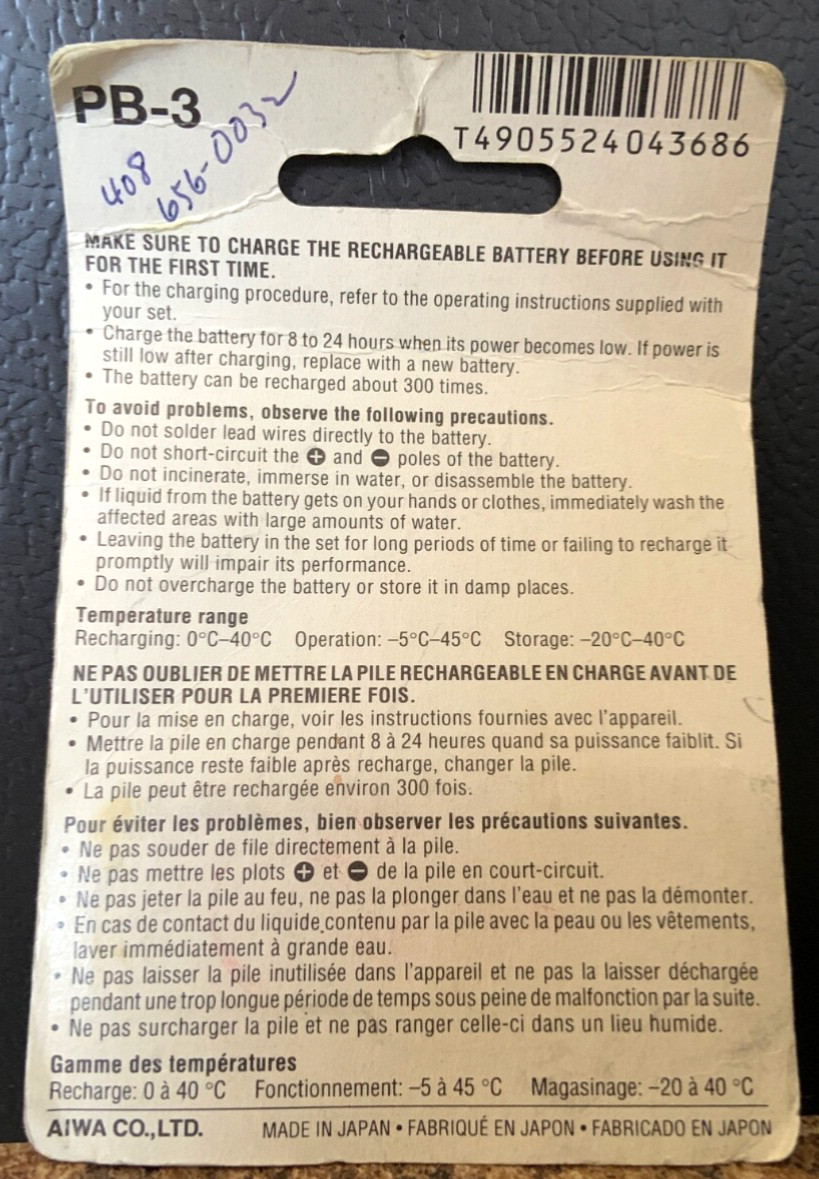 PB-3
408
656-0032
T4905524043686
MAKE SURE TO CHARGE THE RECHARGEABLE BATTERY BEFORE USING IT
FOR THE FIRST TIME.
• For the charging procedure, refer to the operating instructions supplied with
your set.
• Charge the battery for 8 to 24 hours when its power becomes low. If power is
still low after charging, replace with a new battery.
• The battery can be recharged about 300 times.
To avoid problems, observe the following precautions.
• Do not solder lead wires directly to the battery.
• Do not short-circuit the ⊕ and ⊖ poles of the battery.
• Do not incinerate, immerse in water, or disassemble the battery.
• If liquid from the battery gets on your hands or clothes, immediately wash the
affected areas with large amounts of water.
• Leaving the battery in the set for long periods of time or failing to recharge it
promptly will impair its performance.
• Do not overcharge the battery or store it in damp places.
Temperature range
Recharging: 0°C–40°C Operation: –5°C–45°C Storage: –20°C–40°C
NE PAS OUBLIER DE METTRE LA PILE RECHARGEABLE EN CHARGE AVANT DE
L'UTILISER POUR LA PREMIERE FOIS.
• Pour la mise en charge, voir les instructions fournies avec l'appareil.
• Mettre la pile en charge pendant 8 à 24 heures quand sa puissance faiblit. Si
la puissance reste faible après recharge, changer la pile.
• La pile peut être rechargée environ 300 fois.
Pour éviter les problèmes, bien observer les précautions suivantes.
• Ne pas souder de file directement à la pile.
• Ne pas mettre les plots ⊕ et ⊖ de la pile en court-circuit.
• Ne pas jeter la pile au feu, ne pas la plonger dans l'eau et ne pas la démonter.
• En cas de contact du liquide contenu par la pile avec la peau ou les vêtements,
laver immédiatement à grande eau.
• Ne pas laisser la pile inutilisée dans l'appareil et ne pas la laisser déchargée
pendant une trop longue période de temps sous peine de malfonction par la suite.
• Ne pas surcharger la pile et ne pas ranger celle-ci dans un lieu humide.
Gamme des températures
Recharge: 0 à 40 °C Fonctionnement: –5 à 45 °C Magasinage: –20 à 40 °C
AIWA CO.,LTD. MADE IN JAPAN • FABRIQUÉ EN JAPON • FABRICADO EN JAPON